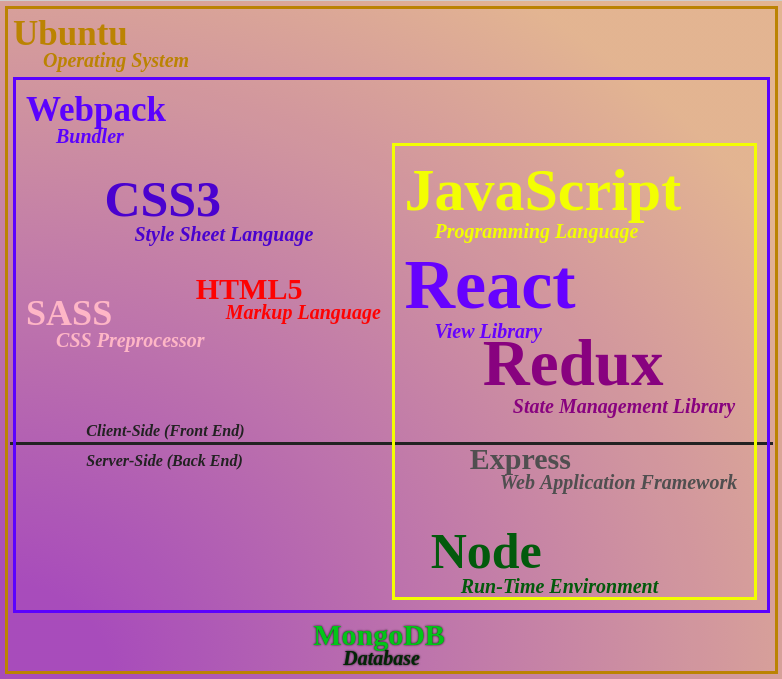 Ubuntu
Operating System
Webpack
Bundler
CSS3
Style Sheet Language
HTML5
Markup Language
SASS
CSS Preprocessor
JavaScript
Programming Language
React
View Library
Redux
State Management Library
Client-Side (Front End)
Server-Side (Back End)
Express
Web Application Framework
Node
Run-Time Environment
MongoDB
Database